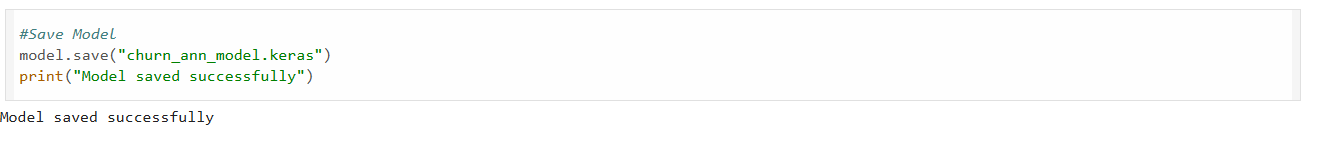 #Save Model
model.save("churn_ann_model.keras")
print("Model saved successfully")
Model saved successfully